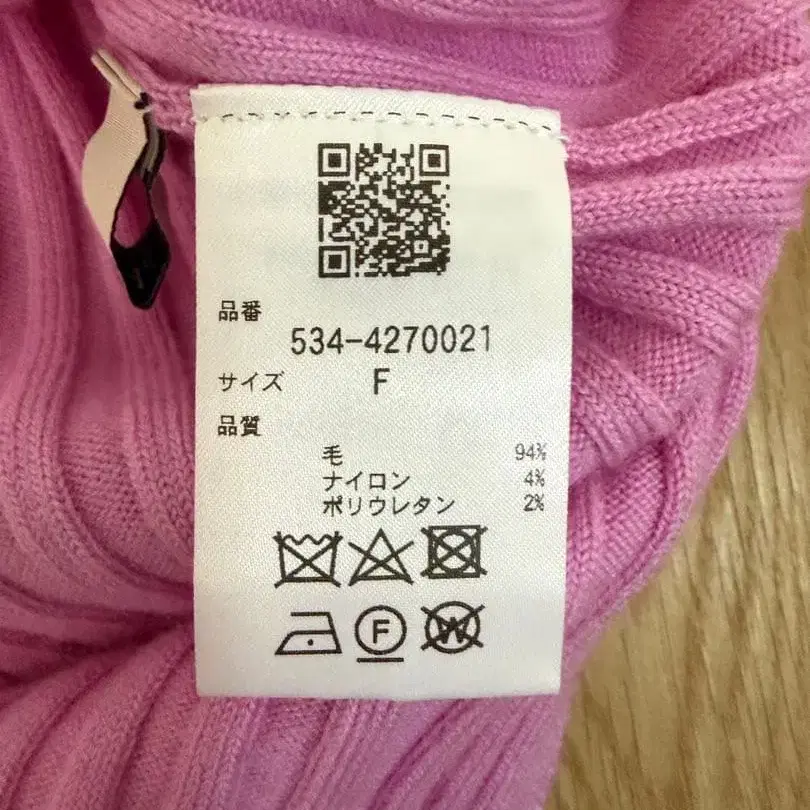 品番
534-4270021
サイズ F
品質
毛 94%
ナイロン 4%
ポリウレタン 2%
F
W